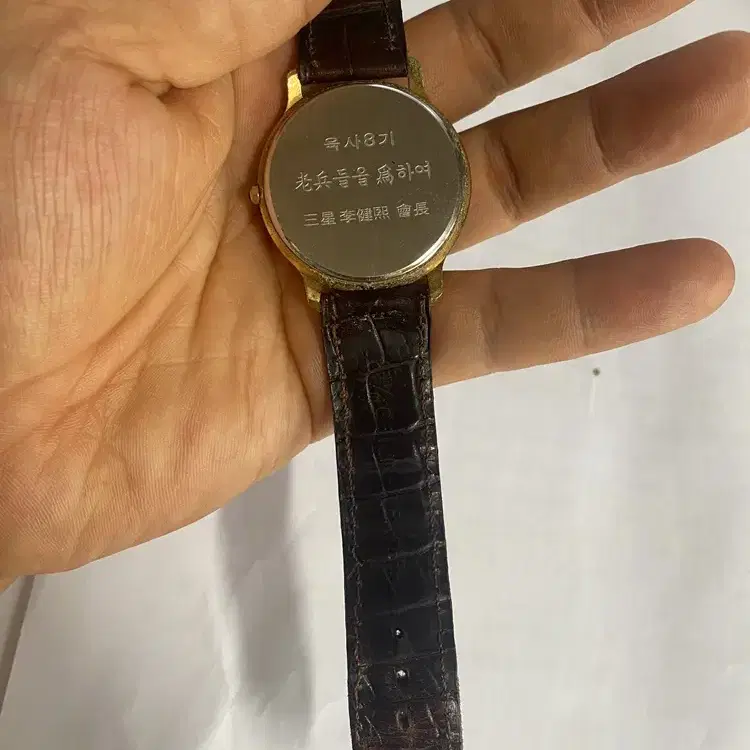 육사8기
老兵들을 爲하여
三星 李健熙 會長